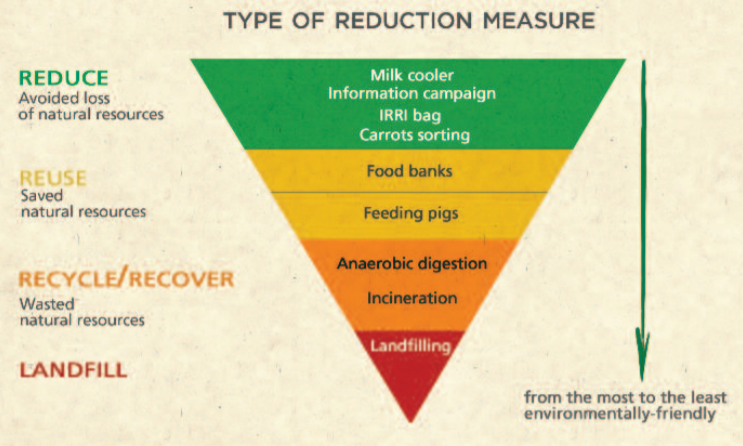 TYPE OF REDUCTION MEASURE
REDUCE
Avoided loss
of natural resources
Milk cooler
Information campaign
IRRI bag
Carrots sorting
REUSE
Saved
natural resources
Food banks
Feeding pigs
RECYCLE/RECOVER
Wasted
natural resources
Anaerobic digestion
Incineration
LANDFILL
Landfilling
from the most to the least
environmentally-friendly